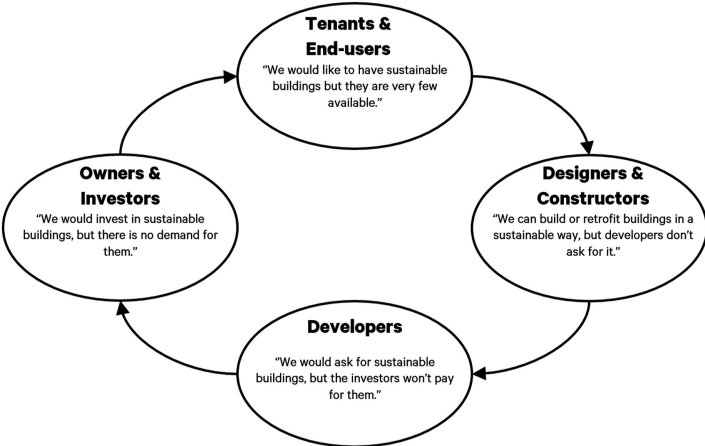 Tenants &
End-users
“We would like to have sustainable
buildings but they are very few
available.”
Owners &
Investors
“We would invest in sustainable
buildings, but there is no demand for
them.”
Designers &
Constructors
“We can build or retrofit buildings in a
sustainable way, but developers don’t
ask for it.”
Developers
“We would ask for sustainable
buildings, but the investors won’t pay
for them.”